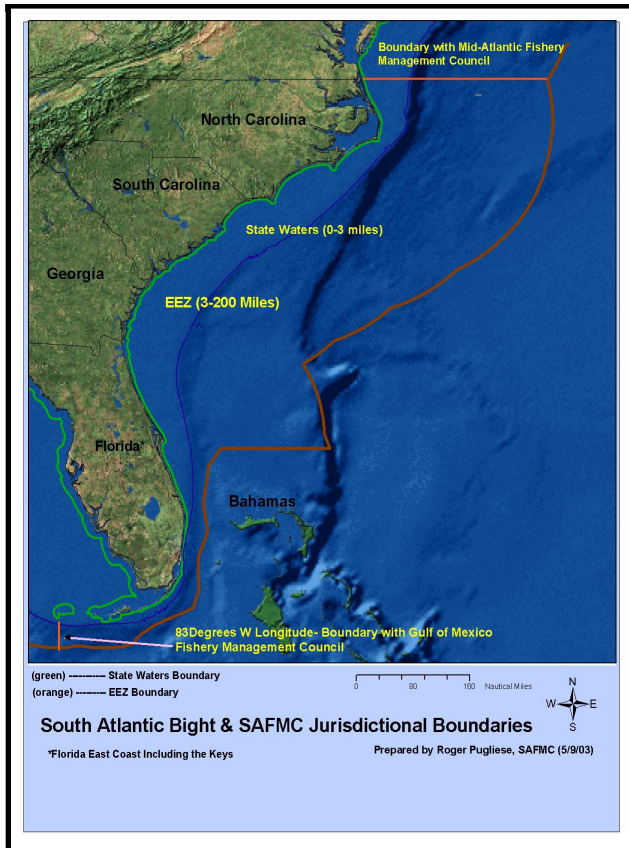 Boundary with Mid-Atlantic Fishery
Management Council
North Carolina
South Carolina
State Waters (0-3 miles)
Georgia
EEZ (3-200 Miles)
Florida*
Bahamas
83Degrees W Longitude- Boundary with Gulf of Mexico
Fishery Management Council
(green) ----------- State Waters Boundary
(orange) --------- EEZ Boundary
0 80 160 Nautical Miles
N
W E
S
South Atlantic Bight & SAFMC Jurisdictional Boundaries
*Florida East Coast Including the Keys
Prepared by Roger Pugliese, SAFMC (5/9/03)